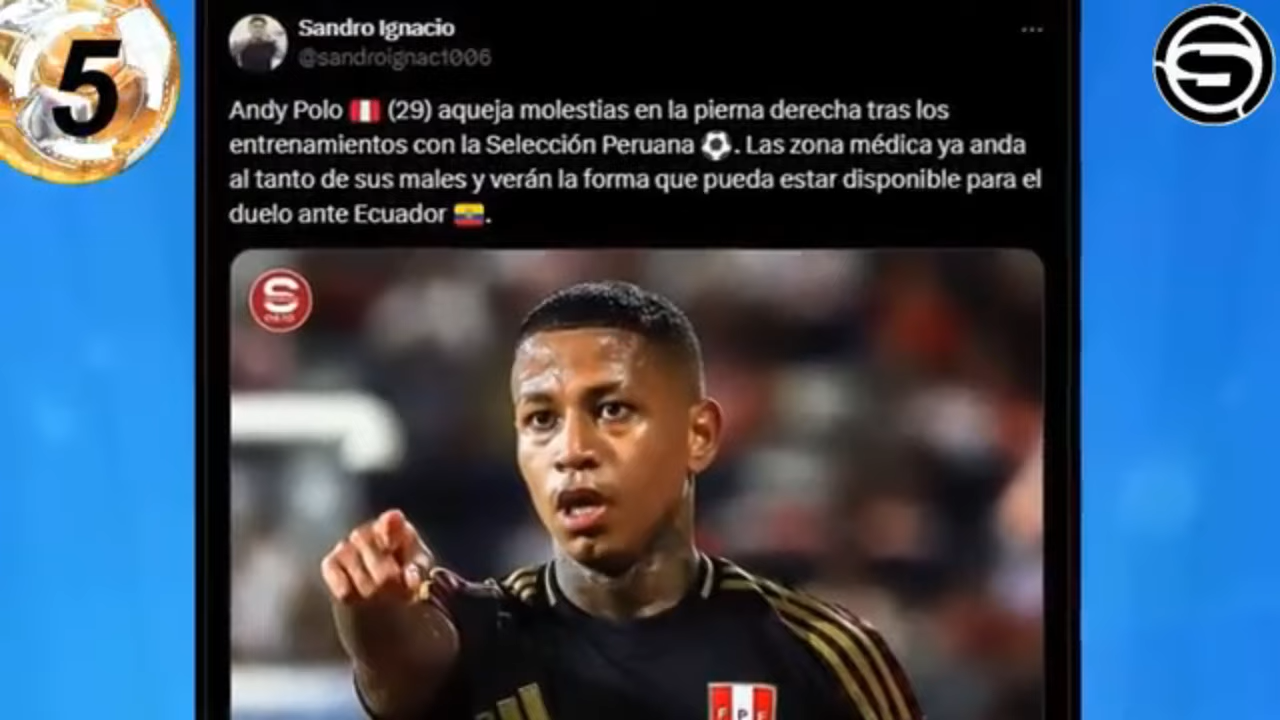 5
S
Sandro Ignacio
@sandroignac1006
Andy Polo 🇵🇪 (29) aqueja molestias en la pierna derecha tras los
entrenamientos con la Selección Peruana ⚽. Las zona médica ya anda
al tanto de sus males y verán la forma que pueda estar disponible para el
duelo ante Ecuador 🇪🇨.
S
FPF